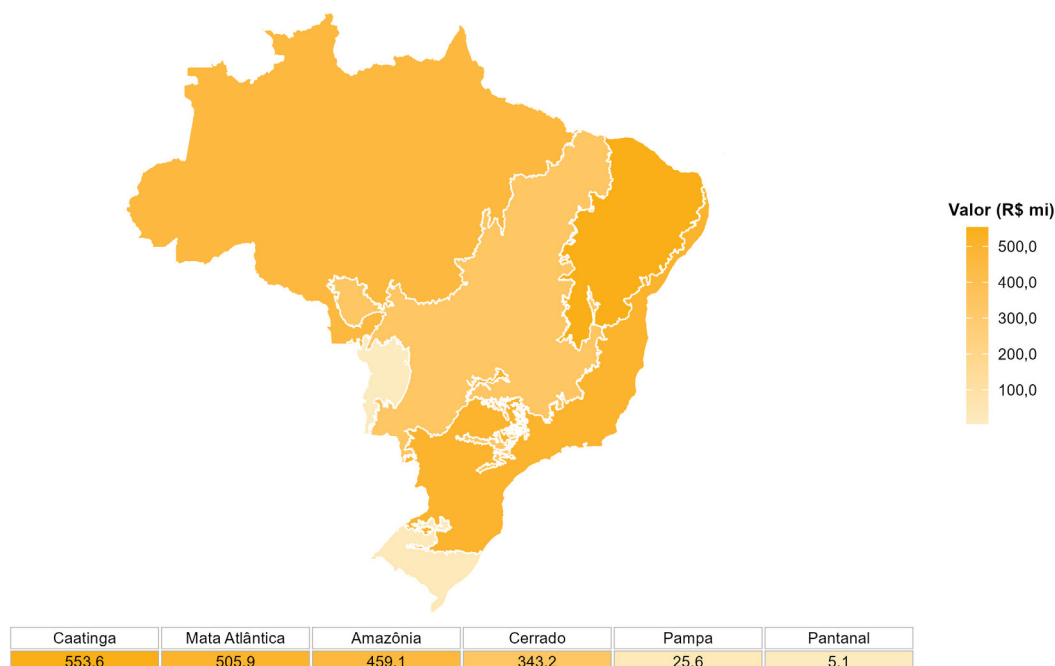 Valor (R$ mi)
500,0
400,0
300,0
200,0
100,0
Caatinga Mata Atlântica Amazônia Cerrado Pampa Pantanal
553,6 505,9 459,1 343,2 25,6 5,1